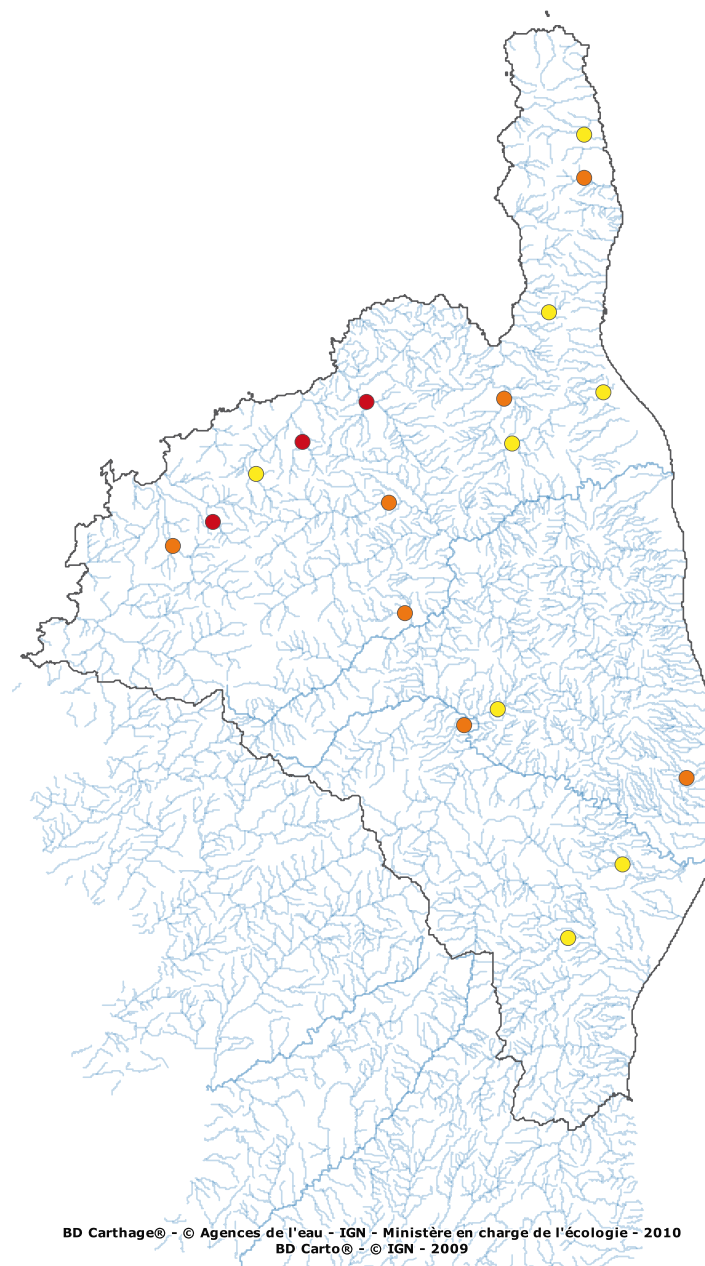 BD Carthage® - © Agences de l'eau - IGN - Ministère en charge de l'écologie - 2010
BD Carto® - © IGN - 2009